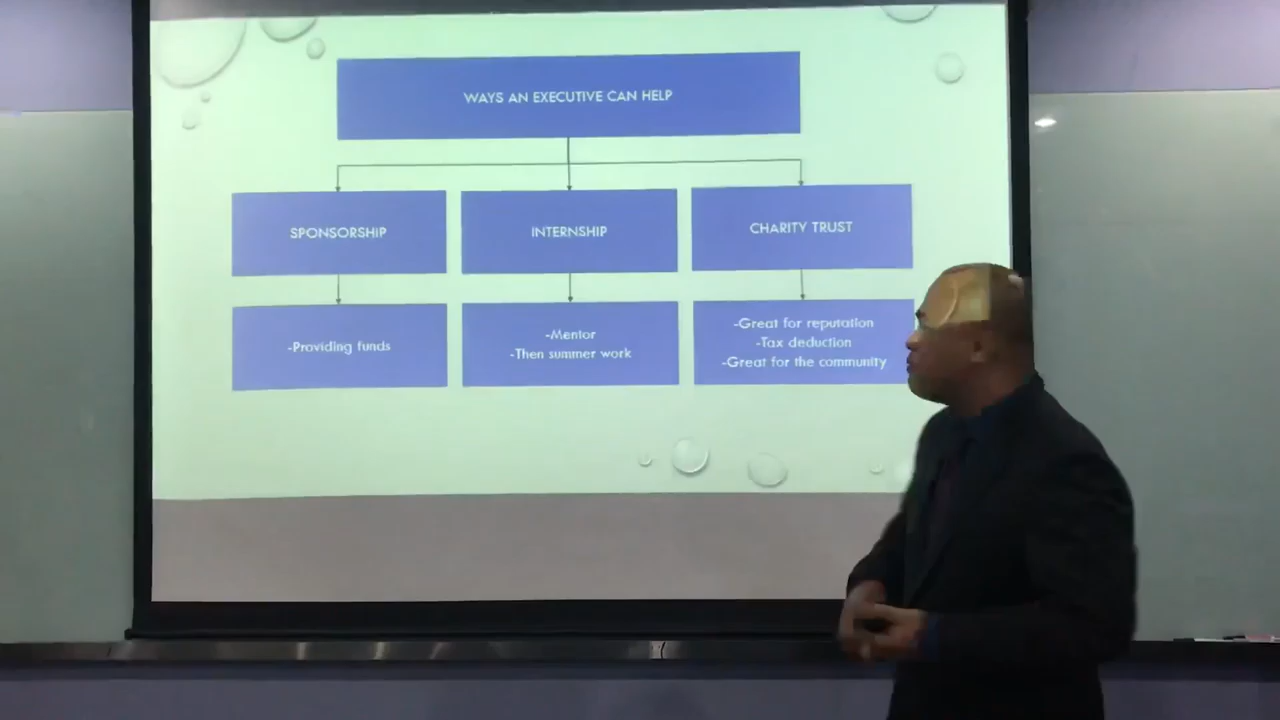 WAYS AN EXECUTIVE CAN HELP
SPONSORSHIP
INTERNSHIP
CHARITY TRUST
-Providing funds
-Mentor
-Then summer work
-Great for reputation
-Tax deduction
-Great for the community